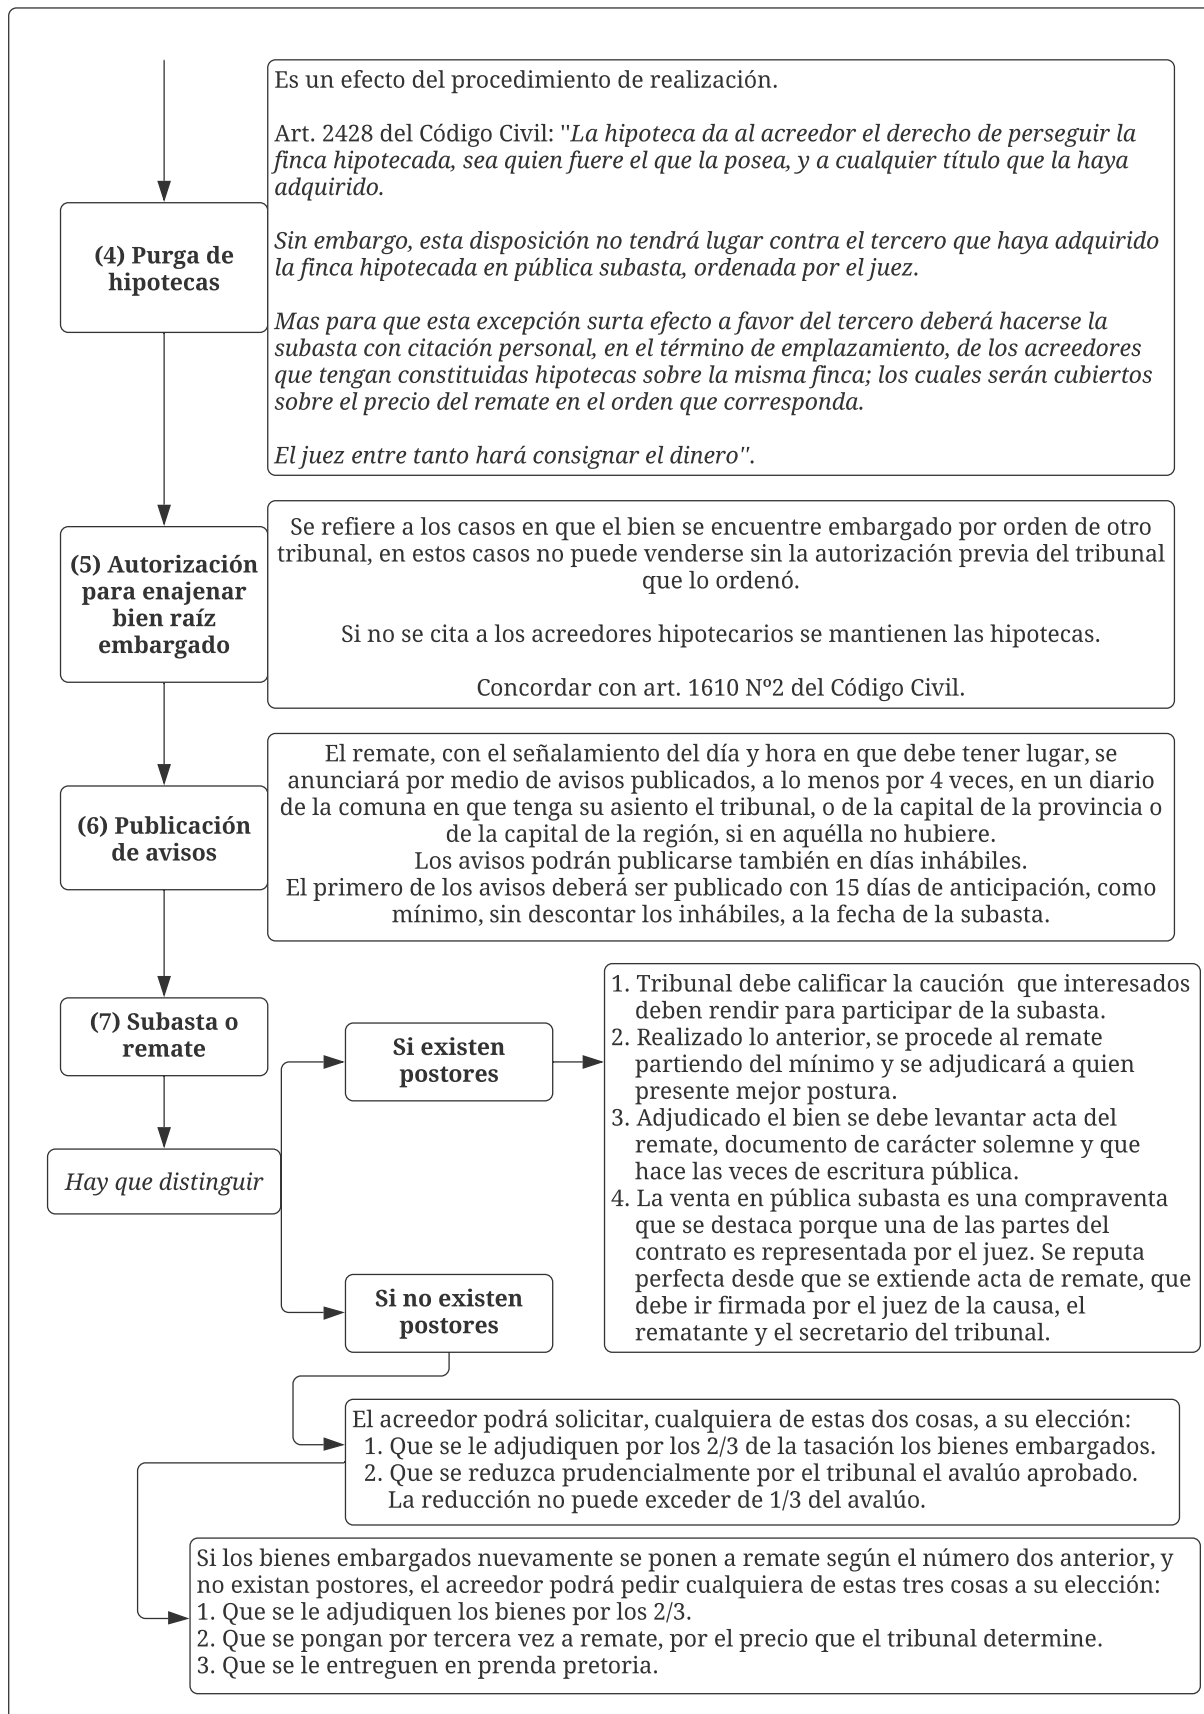 Es un efecto del procedimiento de realización.
Art. 2428 del Código Civil: "La hipoteca da al acreedor el derecho de perseguir la
finca hipotecada, sea quien fuere el que la posea, y a cualquier título que la haya
adquirido.
Sin embargo, esta disposición no tendrá lugar contra el tercero que haya adquirido
la finca hipotecada en pública subasta, ordenada por el juez.
Mas para que esta excepción surta efecto a favor del tercero deberá hacerse la
subasta con citación personal, en el término de emplazamiento, de los acreedores
que tengan constituidas hipotecas sobre la misma finca; los cuales serán cubiertos
sobre el precio del remate en el orden que corresponda.
El juez entre tanto hará consignar el dinero".
(4) Purga de
hipotecas
(5) Autorización
para enajenar
bien raíz
embargado
Se refiere a los casos en que el bien se encuentre embargado por orden de otro
tribunal, en estos casos no puede venderse sin la autorización previa del tribunal
que lo ordenó.
Si no se cita a los acreedores hipotecarios se mantienen las hipotecas.
Concordar con art. 1610 Nº2 del Código Civil.
(6) Publicación
de avisos
El remate, con el señalamiento del día y hora en que debe tener lugar, se
anunciará por medio de avisos publicados, a lo menos por 4 veces, en un diario
de la comuna en que tenga su asiento el tribunal, o de la capital de la provincia o
de la capital de la región, si en aquélla no hubiere.
Los avisos podrán publicarse también en días inhábiles.
El primero de los avisos deberá ser publicado con 15 días de anticipación, como
mínimo, sin descontar los inhábiles, a la fecha de la subasta.
(7) Subasta o
remate
Hay que distinguir
Si existen
postores
1. Tribunal debe calificar la caución que interesados
deben rendir para participar de la subasta.
2. Realizado lo anterior, se procede al remate
partiendo del mínimo y se adjudicará a quien
presente mejor postura.
3. Adjudicado el bien se debe levantar acta del
remate, documento de carácter solemne y que
hace las veces de escritura pública.
4. La venta en pública subasta es una compraventa
que se destaca porque una de las partes del
contrato es representada por el juez. Se reputa
perfecta desde que se extiende acta de remate, que
debe ir firmada por el juez de la causa, el
rematante y el secretario del tribunal.
Si no existen
postores
El acreedor podrá solicitar, cualquiera de estas dos cosas, a su elección:
1. Que se le adjudiquen por los 2/3 de la tasación los bienes embargados.
2. Que se reduzca prudencialmente por el tribunal el avalúo aprobado.
La reducción no puede exceder de 1/3 del avalúo.
Si los bienes embargados nuevamente se ponen a remate según el número dos anterior, y
no existan postores, el acreedor podrá pedir cualquiera de estas tres cosas a su elección:
1. Que se le adjudiquen los bienes por los 2/3.
2. Que se pongan por tercera vez a remate, por el precio que el tribunal determine.
3. Que se le entreguen en prenda pretoria.